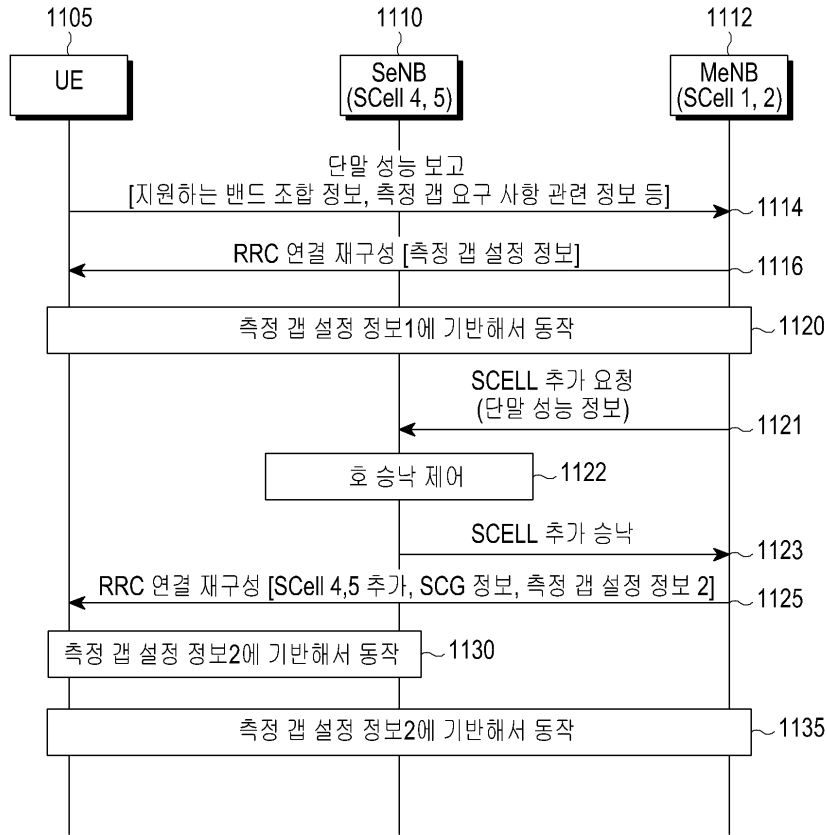 1105
1110
1112
UE
SeNB
(SCell 4, 5)
MeNB
(SCell 1, 2)
단말 성능 보고
[지원하는 밴드 조합 정보, 측정 갭 요구 사항 관련 정보 등]
1114
RRC 연결 재구성 [측정 갭 설정 정보]
1116
측정 갭 설정 정보1에 기반해서 동작
1120
SCELL 추가 요청
(단말 성능 정보)
1121
호 승낙 제어
1122
SCELL 추가 승낙
1123
RRC 연결 재구성 [SCell 4,5 추가, SCG 정보, 측정 갭 설정 정보 2]
1125
측정 갭 설정 정보2에 기반해서 동작
1130
측정 갭 설정 정보2에 기반해서 동작
1135